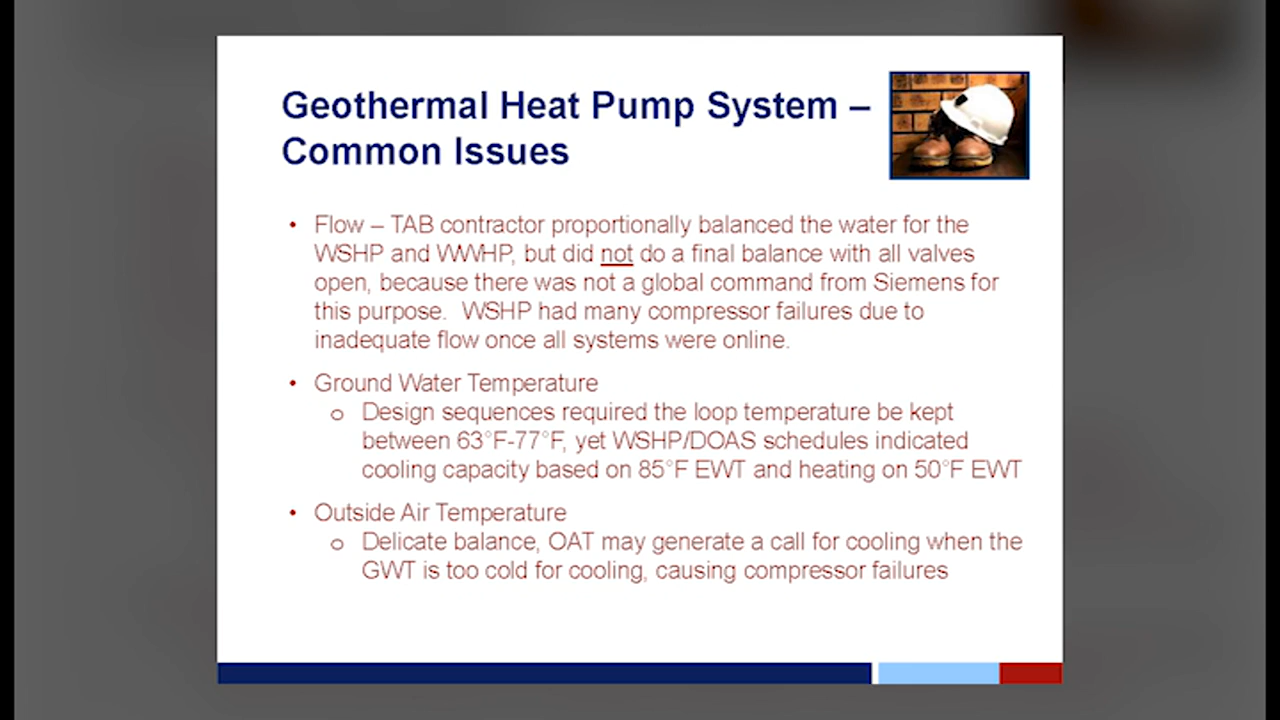 Geothermal Heat Pump System –
Common Issues
• Flow – TAB contractor proportionally balanced the water for the
WSHP and WWHP, but did not do a final balance with all valves
open, because there was not a global command from Siemens for
this purpose.  WSHP had many compressor failures due to
inadequate flow once all systems were online.
• Ground Water Temperature
o Design sequences required the loop temperature be kept
between 63°F-77°F, yet WSHP/DOAS schedules indicated
cooling capacity based on 85°F EWT and heating on 50°F EWT
• Outside Air Temperature
o Delicate balance, OAT may generate a call for cooling when the
GWT is too cold for cooling, causing compressor failures